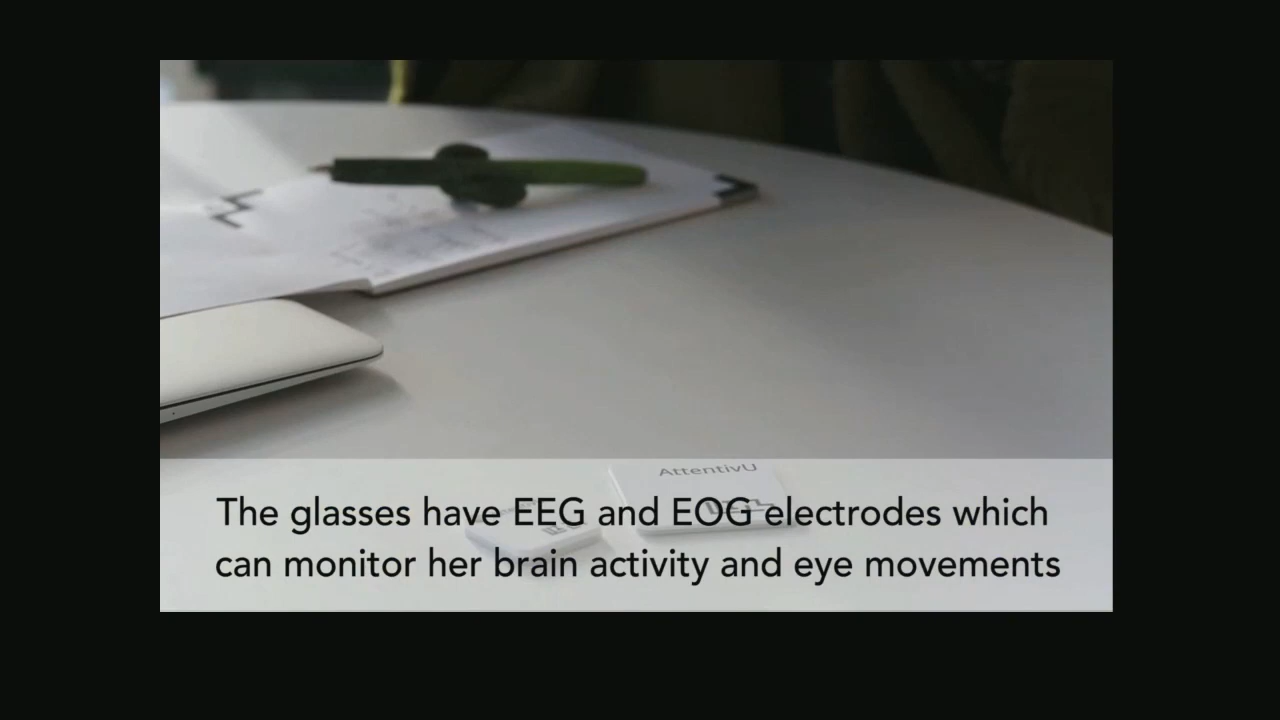 AttentivU
The glasses have EEG and EOG electrodes which
can monitor her brain activity and eye movements